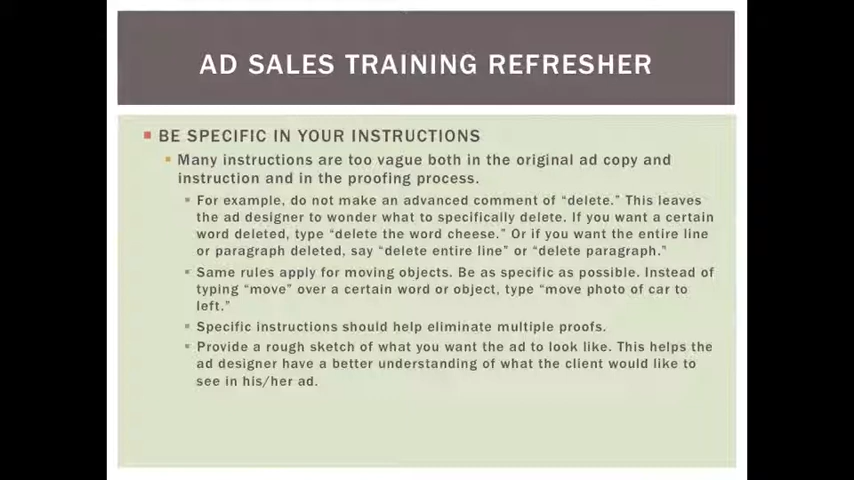 AD SALES TRAINING REFRESHER
BE SPECIFIC IN YOUR INSTRUCTIONS
Many instructions are too vague both in the original ad copy and
instruction and in the proofing process.
For example, do not make an advanced comment of “delete.” This leaves
the ad designer to wonder what to specifically delete. If you want a certain
word deleted, type “delete the word cheese.” Or if you want the entire line
or paragraph deleted, say “delete entire line” or “delete paragraph.”
Same rules apply for moving objects. Be as specific as possible. Instead of
typing “move” over a certain word or object, type “move photo of car to
left.”
Specific instructions should help eliminate multiple proofs.
Provide a rough sketch of what you want the ad to look like. This helps the
ad designer have a better understanding of what the client would like to
see in his/her ad.